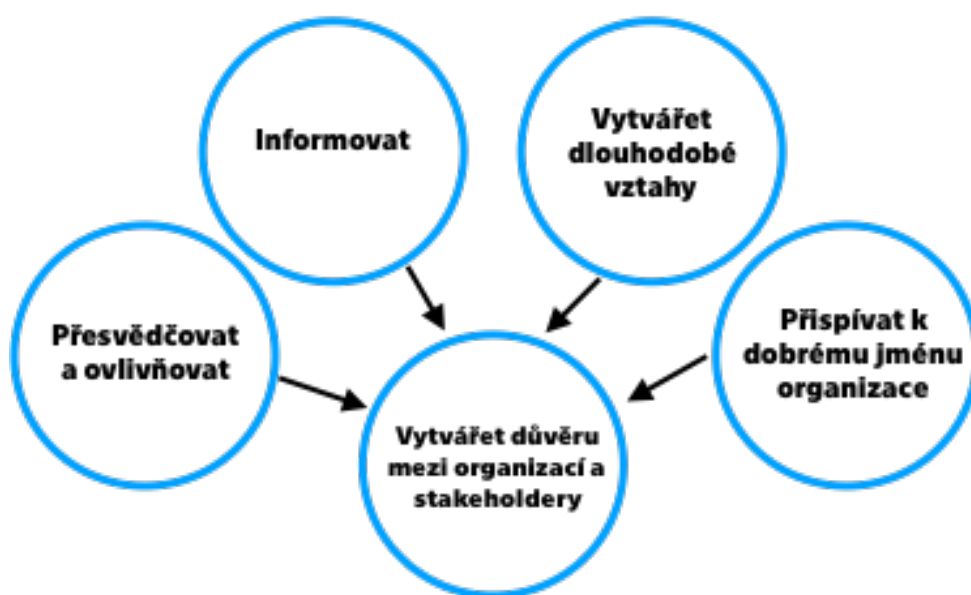 Informovat
Vytvářet
dlouhodobé
vztahy
Přesvědčovat
a ovlivňovat
Přispívat k
dobrému jménu
organizace
Vytvářet důvěru
mezi organizací a
stakeholdery